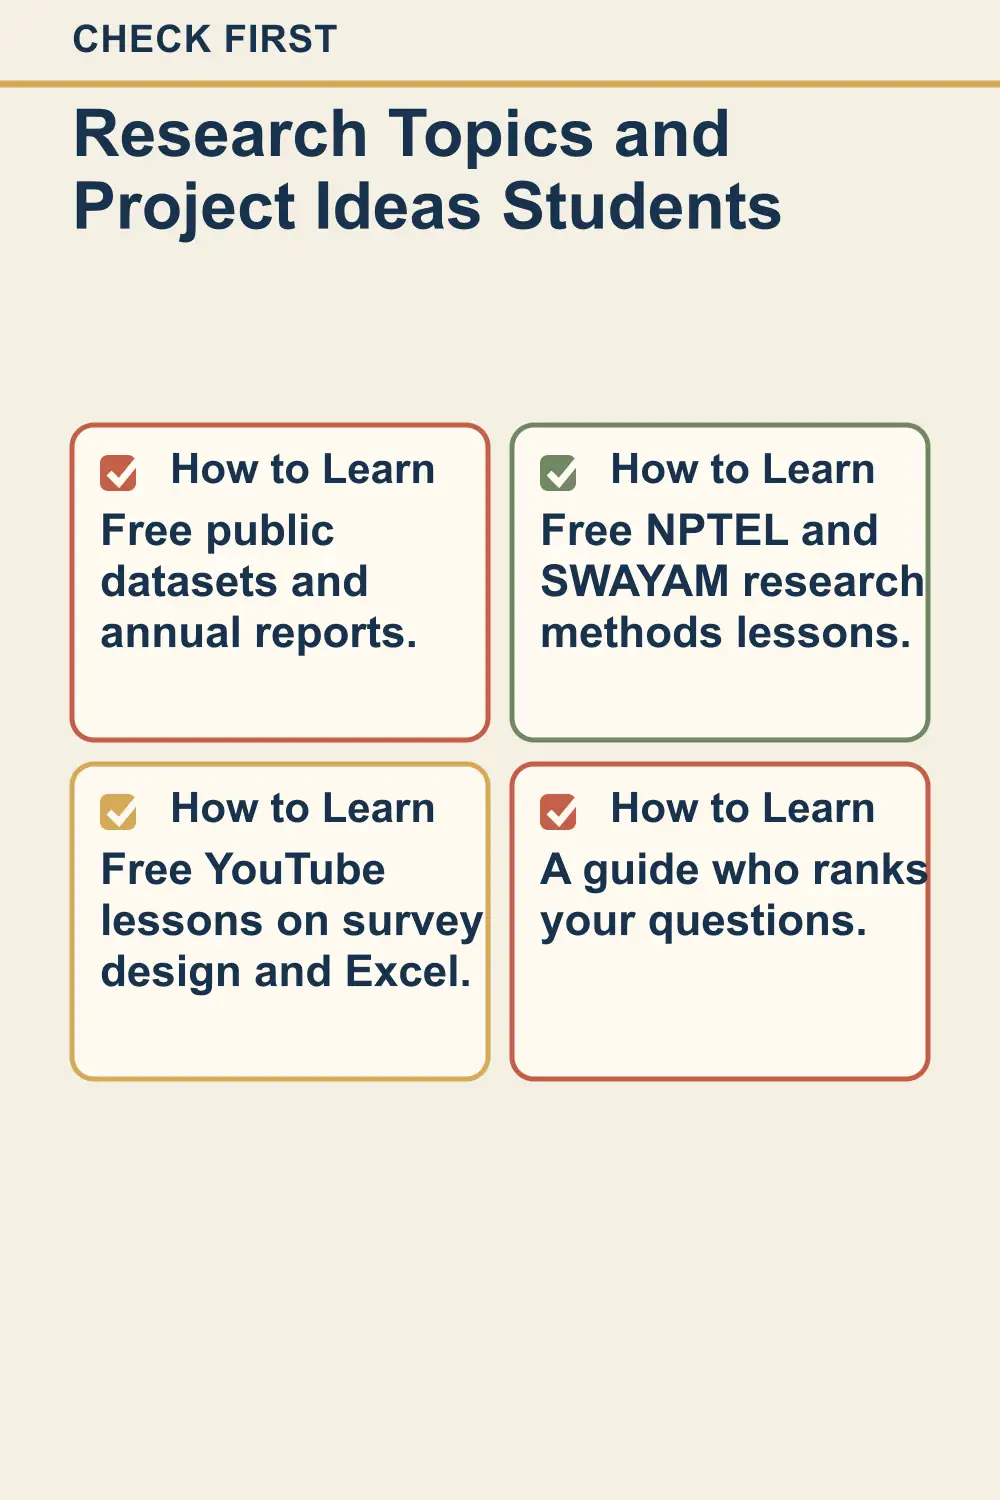 CHECK FIRST
Research Topics and
Project Ideas Students
How to Learn
Free public
datasets and
annual reports.
How to Learn
Free NPTEL and
SWAYAM research
methods lessons.
How to Learn
Free YouTube
lessons on survey
design and Excel.
How to Learn
A guide who ranks
your questions.